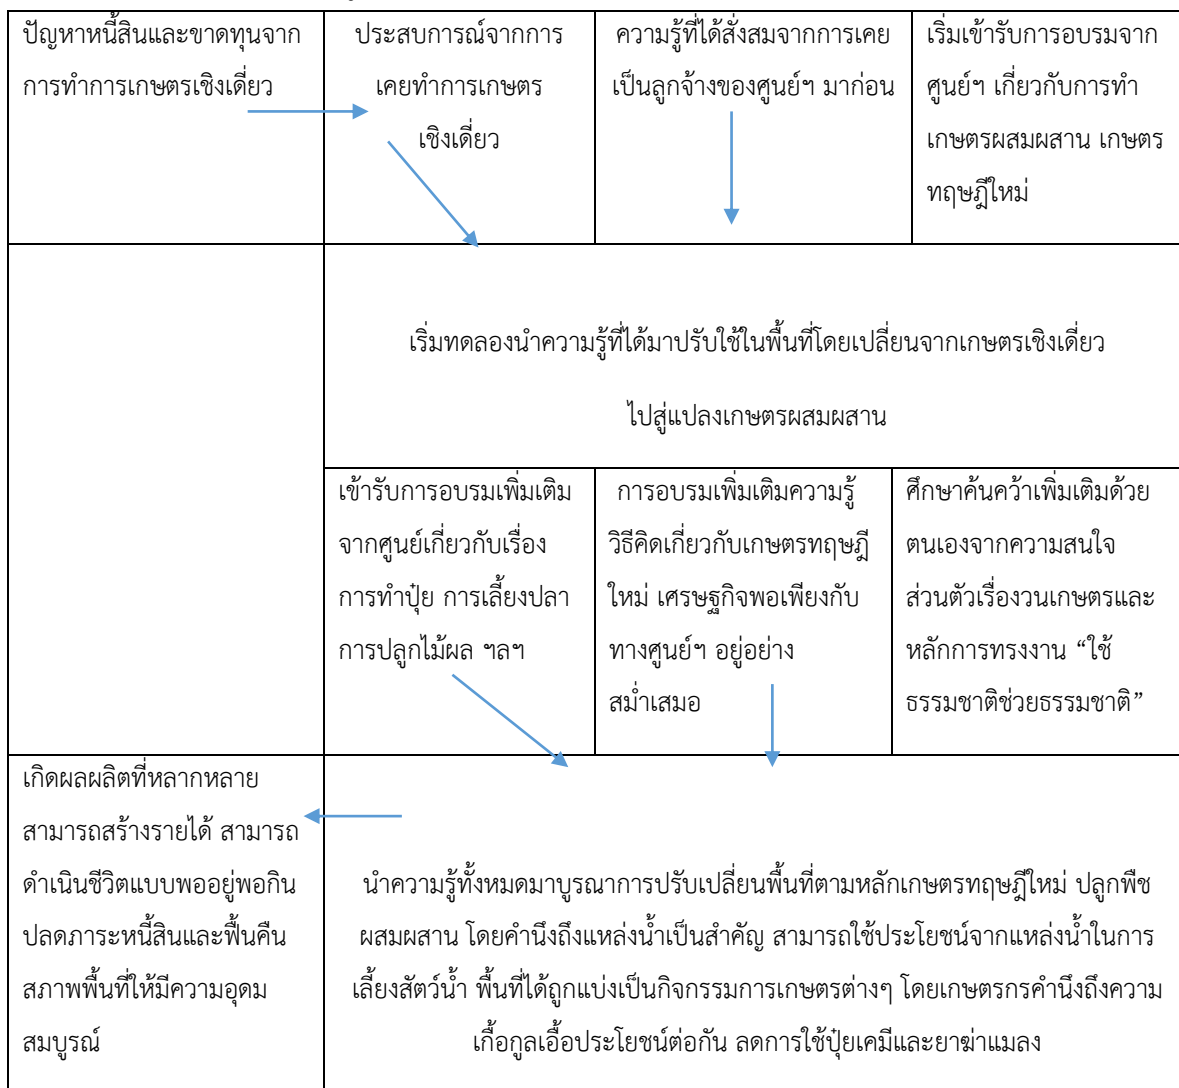 ปัญหาหนี้สินและขาดทุนจาก
การทำการเกษตรเชิงเดี่ยว
ประสบการณ์จากการ
เคยทำการเกษตร
เชิงเดี่ยว
ความรู้ที่ได้สั่งสมจากการเคย
เป็นลูกจ้างของศูนย์ฯ มาก่อน
เริ่มเข้ารับการอบรมจาก
ศูนย์ฯ เกี่ยวกับการทำ
เกษตรผสมผสาน เกษตร
ทฤษฎีใหม่
เริ่มทดลองนำความรู้ที่ได้มาปรับใช้ในพื้นที่โดยเปลี่ยนจากเกษตรเชิงเดี่ยว
ไปสู่แปลงเกษตรผสมผสาน
เข้ารับการอบรมเพิ่มเติม
จากศูนย์เกี่ยวกับเรื่อง
การทำปุ๋ย การเลี้ยงปลา
การปลูกไม้ผล ฯลฯ
การอบรมเพิ่มเติมความรู้
วิธีคิดเกี่ยวกับเกษตรทฤษฎี
ใหม่ เศรษฐกิจพอเพียงกับ
ทางศูนย์ฯ อยู่อย่าง
สม่ำเสมอ
ศึกษาค้นคว้าเพิ่มเติมด้วย
ตนเองจากความสนใจ
ส่วนตัวเรื่องวนเกษตรและ
หลักการทรงงาน “ใช้
ธรรมชาติช่วยธรรมชาติ”
เกิดผลผลิตที่หลากหลาย
สามารถสร้างรายได้ สามารถ
ดำเนินชีวิตแบบพออยู่พอกิน
ปลดภาระหนี้สินและฟื้นคืน
สภาพพื้นที่ให้มีความอุดม
สมบูรณ์
นำความรู้ทั้งหมดมาบูรณาการปรับเปลี่ยนพื้นที่ตามหลักเกษตรทฤษฎีใหม่ ปลูกพืช
ผสมผสาน โดยคำนึงถึงแหล่งน้ำเป็นสำคัญ สามารถใช้ประโยชน์จากแหล่งน้ำในการ
เลี้ยงสัตว์น้ำ พื้นที่ได้ถูกแบ่งเป็นกิจกรรมการเกษตรต่างๆ โดยเกษตรกรคำนึงถึงความ
เกื้อกูลเอื้อประโยชน์ต่อกัน ลดการใช้ปุ๋ยเคมีและยาฆ่าแมลง